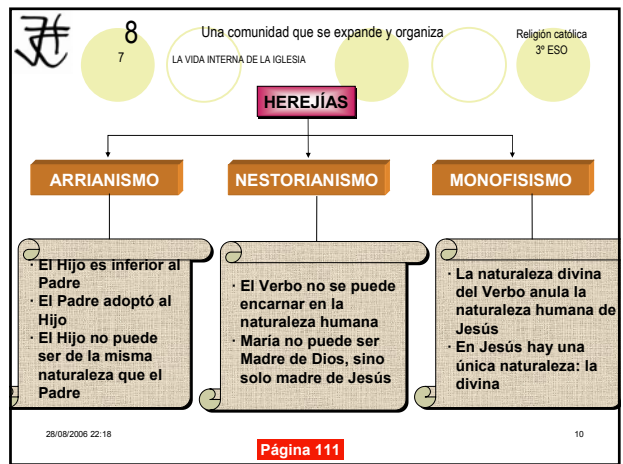 8
Una comunidad que se expande y organiza
Religión católica
3º ESO
7
LA VIDA INTERNA DE LA IGLESIA
HEREJÍAS
ARRIANISMO
NESTORIANISMO
MONOFISISMO
· El Hijo es inferior al
Padre
· El Padre adoptó al
Hijo
· El Hijo no puede
ser de la misma
naturaleza que el
Padre
· El Verbo no se puede
encarnar en la
naturaleza humana
· María no puede ser
Madre de Dios, sino
solo madre de Jesús
· La naturaleza divina
del Verbo anula la
naturaleza humana de
Jesús
· En Jesús hay una
única naturaleza: la
divina
28/08/2006 22:18
Página 111
10